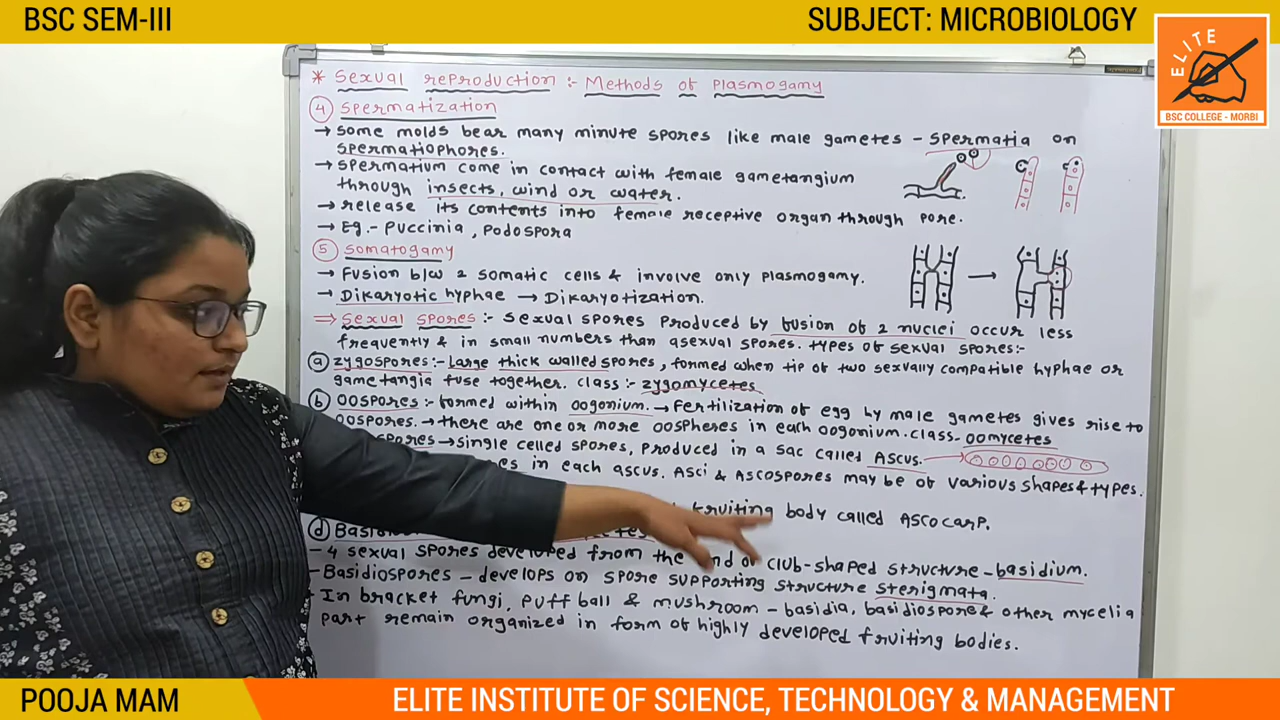 BSC SEM-III
SUBJECT: MICROBIOLOGY
ELITE
BSC COLLEGE - MORBI
* Sexual reproduction :- Methods of Plasmogamy
4 Spermatization
→ Some molds bear many minute spores like male gametes - Spermatia on
spermatiophores.
→ Spermatium come in contact with female gametangium
through insects, wind or water.
→ release its contents into female receptive organ through pore.
→ Eg.- Puccinia, Podospora
5 Somatogamy
→ Fusion b/w 2 somatic cells & involve only plasmogamy.
→ Dikaryotic hyphae → Dikaryotization.
⇒ Sexual Spores :- Sexual spores produced by fusion of 2 nuclei occur less
frequently & in small numbers than asexual spores. types of sexual spores:-
a zygospores:- Large thick walled spores, formed when tip of two sexually compatible hyphae or
gametangia fuse together. class :- zygomycetes
b oospores :- formed within oogonium. → Fertilization of egg by male gametes gives rise to
oospores. → there are one or more oospheres in each oogonium. class- oomycetes
→ single celled spores, produced in a sac called Ascus.
in each ascus. Asci & Ascospores may be of various shapes & types.
fruiting body called Ascocarp.
d
- 4 sexual spores developed from the end of club-shaped structure - basidium.
- Basidiospores - develops on spore supporting structure sterigmata.
In bracket fungi, puff ball & mushroom - basidia, basidiospore & other mycelia
part remain organized in form of highly developed fruiting bodies.
POOJA MAM
ELITE INSTITUTE OF SCIENCE, TECHNOLOGY & MANAGEMENT